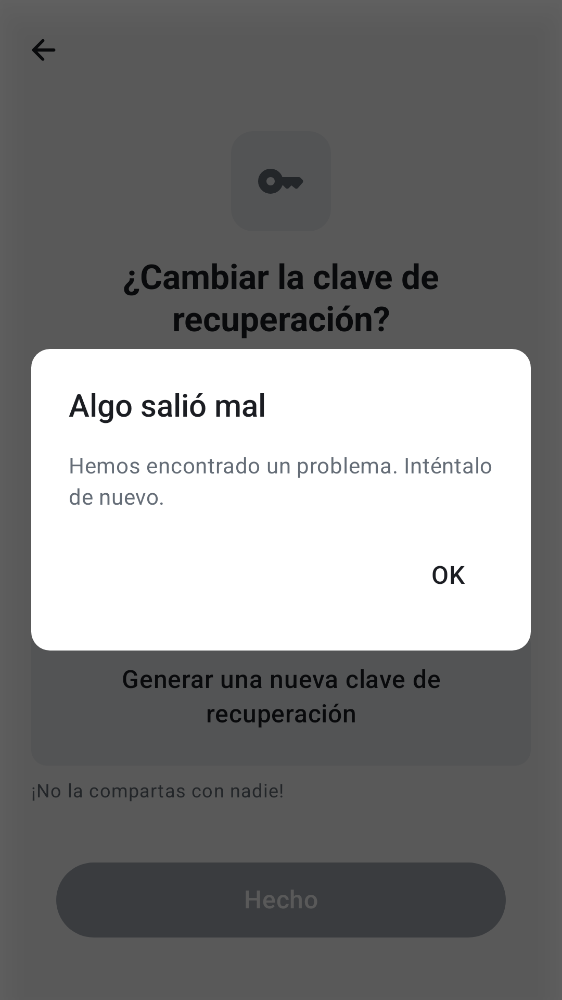 ¿Cambiar la clave de
recuperación?
Algo salió mal
Hemos encontrado un problema. Inténtalo
de nuevo.
OK
Generar una nueva clave de
recuperación
¡No la compartas con nadie!
Hecho